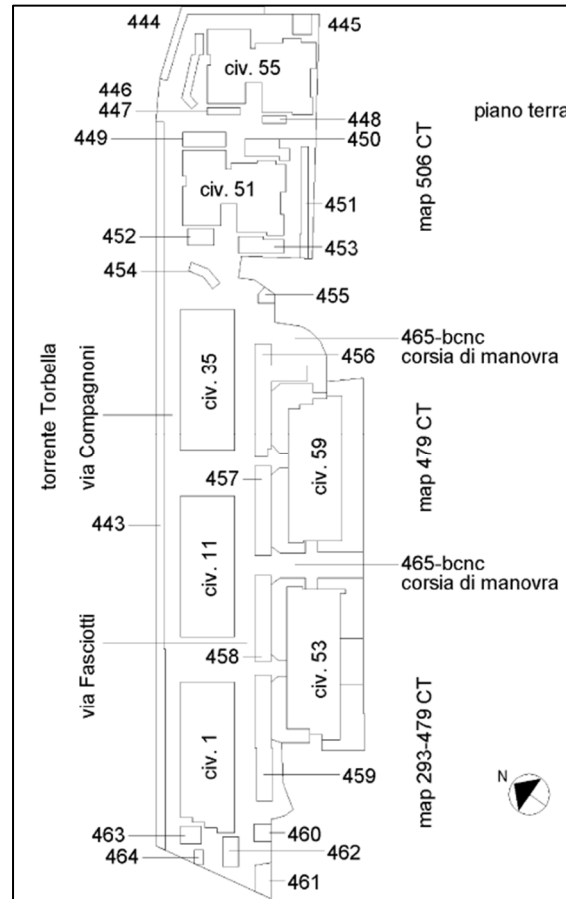 444
445
civ. 55
446
447
448
piano terra
449
450
map 506 CT
civ. 51
451
452
453
454
455
465-bcnc
corsia di manovra
456
civ. 35
torrente Torbella
via Compagnoni
civ. 59
map 479 CT
457
443
civ. 11
465-bcnc
corsia di manovra
458
via Fasciotti
civ. 53
civ. 1
map 293-479 CT
459
N
463
460
464
462
461